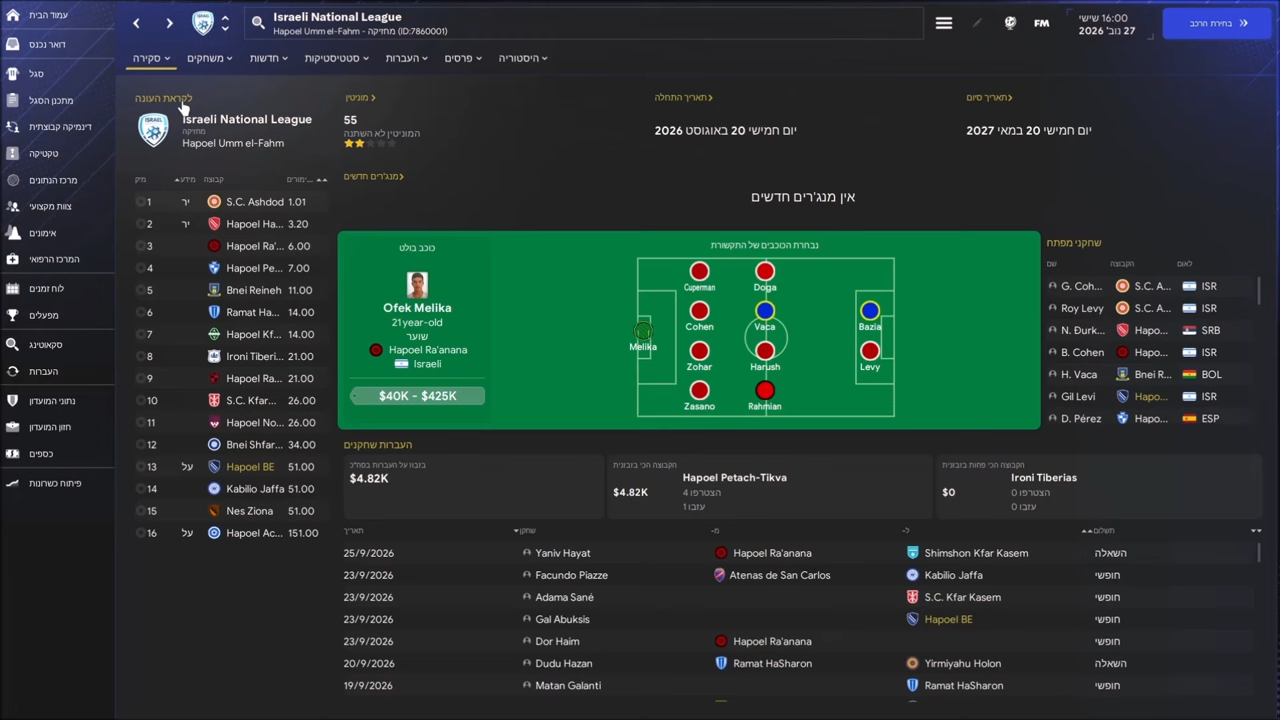 עמוד הבית
דואר נכנס
סגל
מתכנן הסגל
דינמיקה קבוצתית
טקטיקה
מרכז הנתונים
צוות מקצועי
אימונים
המרכז הרפואי
לוח זמנים
מפעלים
סקאוטינג
העברות
נתוני המועדון
חזון המועדון
כספים
פיתוח כשרונות
Israeli National League
Hapoel Umm el-Fahm - מחזיקה (ID:7860001)
FM
16:00 שישי
27 נוב' 2026
בחירת הרכב
סקירה
משחקים
חדשות
סטטיסטיקות
העברות
פרסים
היסטוריה
לקראת העונה
Israeli National League
מחזיקה
Hapoel Umm el-Fahm
מוניטין
55
המוניטין לא השתנה
תאריך התחלה
יום חמישי 20 באוגוסט 2026
תאריך סיום
יום חמישי 20 במאי 2027
מנג'רים חדשים
אין מנג'רים חדשים
מיק מידע קבוצה ...ימורים
1 יר S.C. Ashdod 1.01
2 יר Hapoel Ha... 3.20
3 Hapoel Ra'... 6.00
4 Hapoel Pe... 7.00
5 Bnei Reineh 11.00
6 Ramat Ha... 14.00
7 Hapoel Kf... 14.00
8 Ironi Tiberi... 21.00
9 Hapoel Ra... 21.00
10 S.C. Kfar... 26.00
11 Hapoel No... 26.00
12 Bnei Shfar... 34.00
13 על Hapoel BE 51.00
14 Kabilio Jaffa 51.00
15 Nes Ziona 51.00
16 על Hapoel Ac... 151.00
כוכב בולט
Ofek Melika
21 year-old
שוער
Hapoel Ra'anana
Israeli
$40K - $425K
נבחרת הכוכבים של התקשורת
Cuperman
Doga
Cohen
Vaca
Bazia
Melika
Zohar
Harush
Levy
Zasano
Rahmian
שחקני מפתח
שם הקבוצה לאום
G. Coh... S.C. A... ISR
Roy Levy S.C. A... ISR
N. Đurk... Hapo... SRB
B. Cohen Hapo... ISR
H. Vaca Bnei R... BOL
Gil Levi Hapo... ISR
D. Pérez Hapo... ESP
העברות שחקנים
בזבוז על העברות בסה"כ
$4.82K
הקבוצה הכי בזבזנית
$4.82K
Hapoel Petach-Tikva
הצטרפו 4
עזבו 1
הקבוצה הכי פחות בזבזנית
$0
Ironi Tiberias
הצטרפו 0
עזבו 0
תאריך שחקן מ- ל- תשלום
25/9/2026 Yaniv Hayat Hapoel Ra'anana Shimshon Kfar Kasem השאלה
23/9/2026 Facundo Piazze Atenas de San Carlos Kabilio Jaffa חופשי
23/9/2026 Adama Sané S.C. Kfar Kasem חופשי
23/9/2026 Gal Abuksis Hapoel BE חופשי
23/9/2026 Dor Haim Hapoel Ra'anana חופשי
20/9/2026 Dudu Hazan Ramat HaSharon Yirmiyahu Holon השאלה
19/9/2026 Matan Galanti Ramat HaSharon חופשי